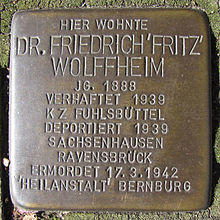 HIER WOHNTE
DR. FRIEDRICH 'FRITZ'
WOLFFHEIM
JG. 1888
VERHAFTET 1939
KZ FUHLSBÜTTEL
DEPORTIERT 1939
SACHSENHAUSEN
RAVENSBRÜCK
ERMORDET 17.3.1942
'HEILANSTALT' BERNBURG